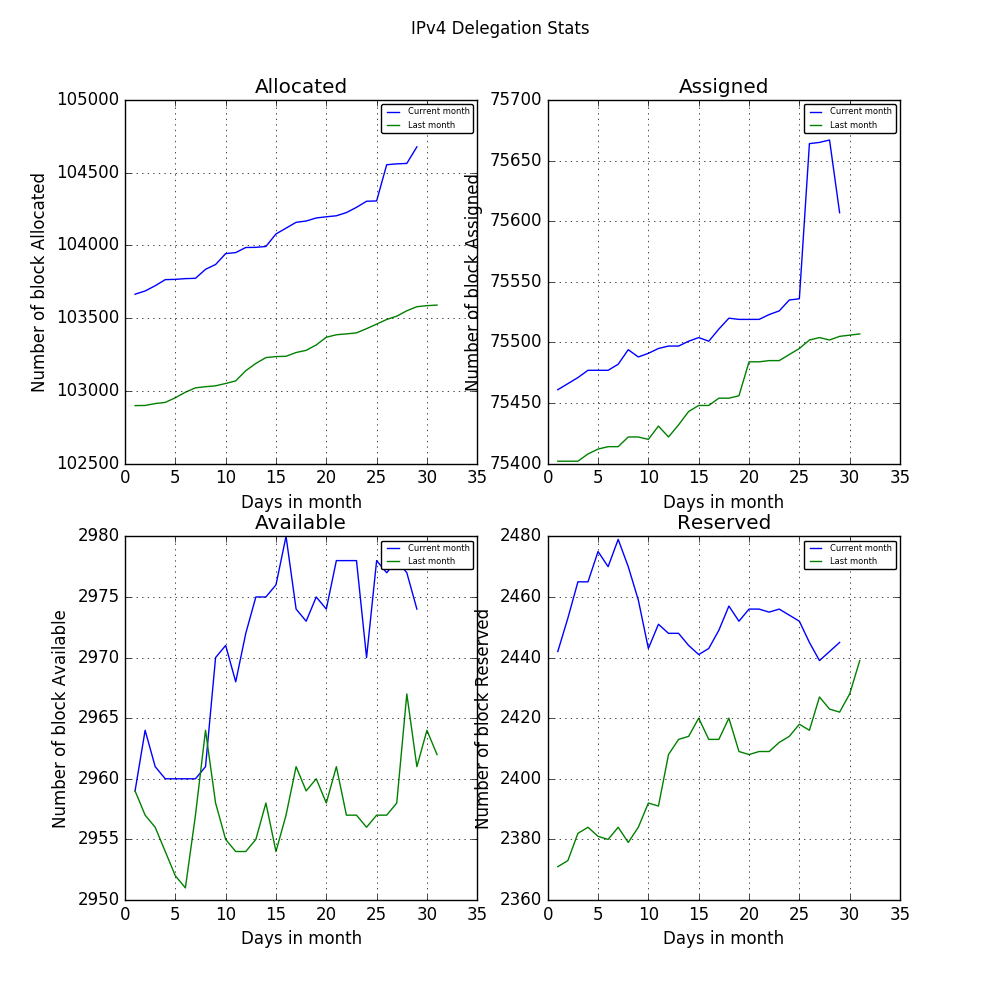 IPv4 Delegation Stats
Allocated
Number of block Allocated
105000
104500
104000
103500
103000
102500
Current month
Last month
0 5 10 15 20 25 30 35
Days in month
Assigned
Number of block Assigned
75700
75650
75600
75550
75500
75450
75400
Current month
Last month
0 5 10 15 20 25 30 35
Days in month
Available
Number of block Available
2980
2975
2970
2965
2960
2955
2950
Current month
Last month
0 5 10 15 20 25 30 35
Days in month
Reserved
Number of block Reserved
2480
2460
2440
2420
2400
2380
2360
Current month
Last month
0 5 10 15 20 25 30 35
Days in month